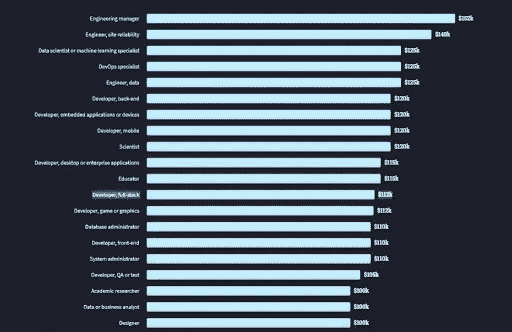 Engineering manager $152k
Engineer, site reliability $140k
Data scientist or machine learning specialist $125k
DevOps specialist $125k
Engineer, data $125k
Developer, back-end $120k
Developer, embedded applications or devices $120k
Developer, mobile $120k
Scientist $120k
Developer, desktop or enterprise applications $115k
Educator $115k
Developer, full-stack $112k
Developer, game or graphics $112k
Database administrator $110k
Developer, front-end $110k
System administrator $110k
Developer, QA or test $105k
Academic researcher $100k
Data or business analyst $100k
Designer $100k